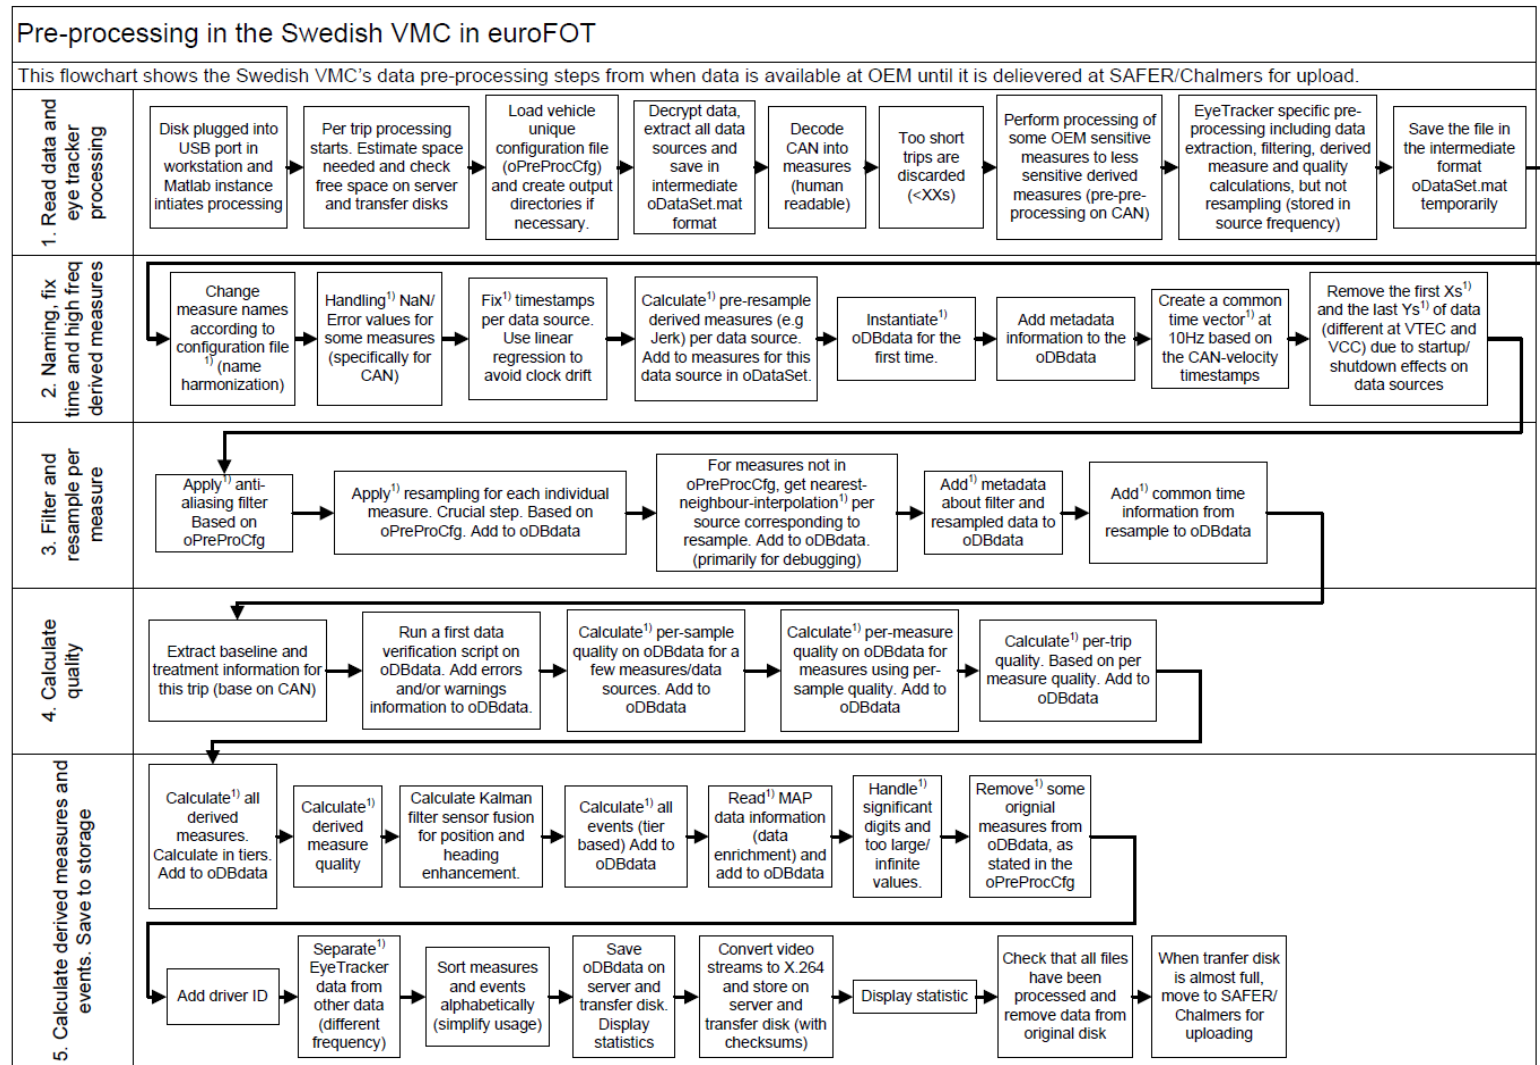 Pre-processing in the Swedish VMC in euroFOT
This flowchart shows the Swedish VMC's data pre-processing steps from when data is available at OEM until it is delievered at SAFER/Chalmers for upload.
1. Read data and
eye tracker
processing
Disk plugged into
USB port in
workstation and
Matlab instance
intiates processing
Per trip processing
starts. Estimate space
needed and check
free space on server
and transfer disks
Load vehicle
unique
configuration file
(oPreProcCfg)
and create output
directories if
necessary.
Decrypt data,
extract all data
sources and
save in
intermediate
oDataSet.mat
format
Decode
CAN into
measures
(human
readable)
Too short
trips are
discarded
(<XXs)
Perform processing of
some OEM sensitive
measures to less
sensitive derived
measures (pre-pre-
processing on CAN)
EyeTracker specific pre-
processing including data
extraction, filtering, derived
measure and quality
calculations, but not
resampling (stored in
source frequency)
Save the file in
the intermediate
format
oDataSet.mat
temporarily
2. Naming, fix
time and high freq
derived measures
Change
measure names
according to
configuration file
1) (name
harmonization)
Handling1) NaN/
Error values for
some measures
(specifically for
CAN)
Fix1) timestamps
per data source.
Use linear
regression to
avoid clock drift
Calculate1) pre-resample
derived measures (e.g
Jerk) per data source.
Add to measures for this
data source in oDataSet.
Instantiate1)
oDBdata for the
first time.
Add metadata
information to the
oDBdata
Create a common
time vector1) at
10Hz based on
the CAN-velocity
timestamps
Remove the first Xs1)
and the last Ys1) of data
(different at VTEC and
VCC) due to startup/
shutdown effects on
data sources
3. Filter and
resample per
measure
Apply1) anti-
aliasing filter
Based on
oPreProCfg
Apply1) resampling for each individual
measure. Crucial step. Based on
oPreProCfg. Add to oDBdata
For measures not in
oPreProcCfg, get nearest-
neighbour-interpolation1) per
source corresponding to
resample. Add to oDBdata.
(primarily for debugging)
Add1) metadata
about filter and
resampled data to
oDBdata
Add1) common time
information from
resample to oDBdata
4. Calculate
quality
Extract baseline and
treatment information for
this trip (base on CAN)
Run a first data
verification script on
oDBdata. Add errors
and/or warnings
information to oDBdata.
Calculate1) per-sample
quality on oDBdata for a
few measures/data
sources. Add to
oDBdata
Calculate1) per-measure
quality on oDBdata for
measures using per-
sample quality. Add to
oDBdata
Calculate1) per-trip
quality. Based on per
measure quality. Add to
oDBdata
5. Calculate derived measures and
events. Save to storage
Calculate1) all
derived
measures.
Calculate in tiers.
Add to oDBdata
Calculate1)
derived
measure
quality
Calculate Kalman
filter sensor fusion
for position and
heading
enhancement.
Calculate1) all
events (tier
based) Add to
oDBdata
Read1) MAP
data information
(data
enrichment) and
add to oDBdata
Handle1)
significant
digits and
too large/
infinite
values.
Remove1) some
orignial
measures from
oDBdata, as
stated in the
oPreProcCfg
Add driver ID
Separate1)
EyeTracker
data from
other data
(different
frequency)
Sort measures
and events
alphabetically
(simplify usage)
Save
oDBdata on
server and
transfer disk.
Display
statistics
Convert video
streams to X.264
and store on
server and
transfer disk (with
checksums)
Display statistic
Check that all files
have been
processed and
remove data from
original disk
When tranfer disk
is almost full,
move to SAFER/
Chalmers for
uploading